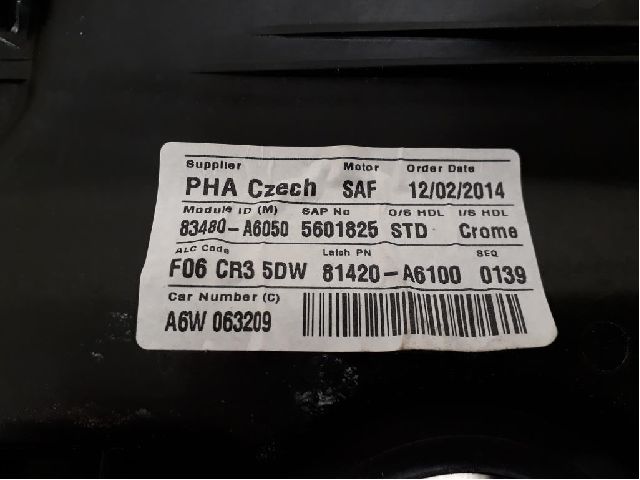 Supplier Motor Order Date
PHA Czech SAF 12/02/2014
Module ID (M) SAP No O/S HDL I/S HDL
83480-A6050 5601825 STD Crome
ALC Code Latch PN SEQ
F06 CR3 5DW 81420-A6100 0139
Car Number (C)
A6W 063209